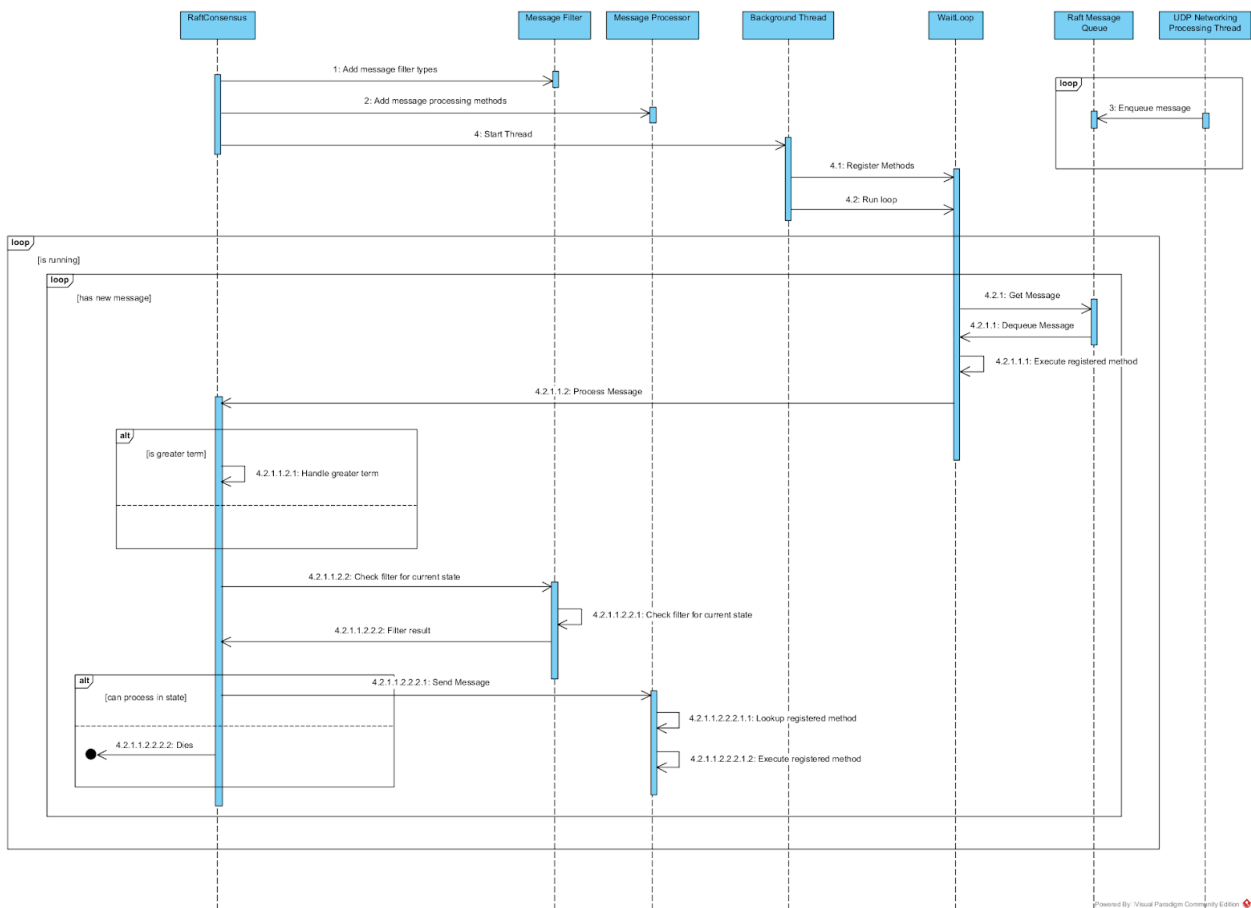 RaftConsensus
Message Filter
Message Processor
Background Thread
WaitLoop
Raft Message
Queue
UDP Networking
Processing Thread
1: Add message filter types
loop
2: Add message processing methods
3: Enqueue message
4: Start Thread
4.1: Register Methods
4.2: Run loop
loop
[is running]
loop
[has new message]
4.2.1: Get Message
4.2.1.1: Dequeue Message
4.2.1.1.1: Execute registered method
4.2.1.1.2: Process Message
alt
[is greater term]
4.2.1.1.2.1: Handle greater term
4.2.1.1.2.2: Check filter for current state
4.2.1.1.2.2.1: Check filter for current state
4.2.1.1.2.2.2: Filter result
alt
4.2.1.1.2.2.2.1: Send Message
[can process in state]
4.2.1.1.2.2.2.1.1: Lookup registered method
4.2.1.1.2.2.2.2: Dies
4.2.1.1.2.2.2.1.2: Execute registered method
Powered By: Visual Paradigm Community Edition